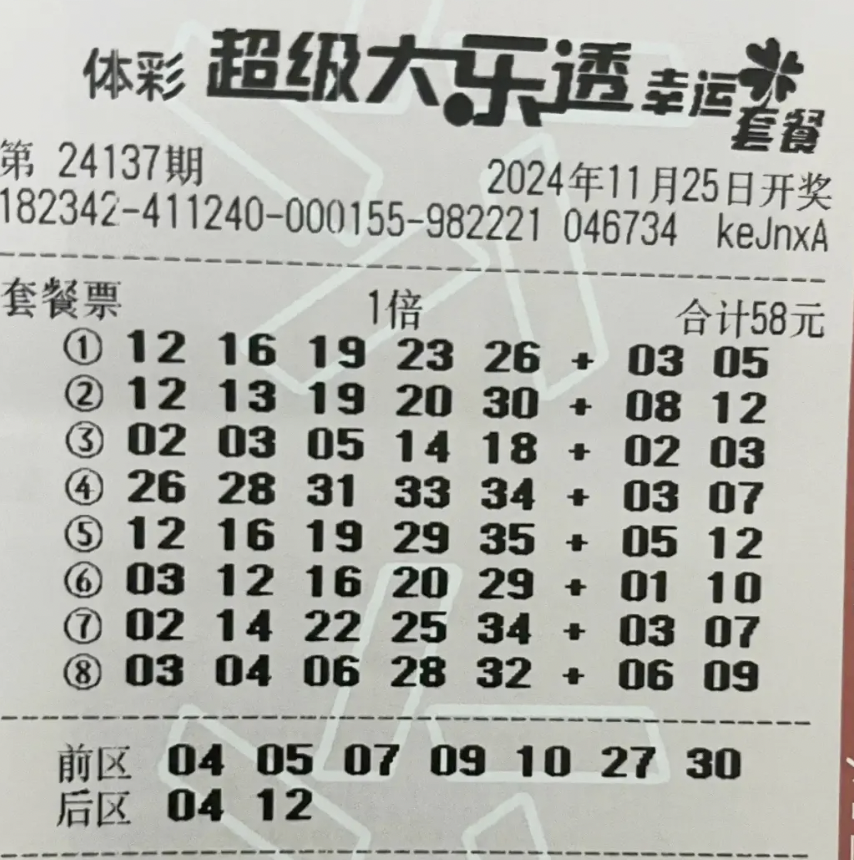 体彩 超级大乐透 幸运套餐
第 24137期 2024年11月25日开奖
182342-411240-000155-982221 046734 keJnxA
套餐票 1倍 合计58元
① 12 16 19 23 26 + 03 05
② 12 13 19 20 30 + 08 12
③ 02 03 05 14 18 + 02 03
④ 26 28 31 33 34 + 03 07
⑤ 12 16 19 29 35 + 05 12
⑥ 03 12 16 20 29 + 01 10
⑦ 02 14 22 25 34 + 03 07
⑧ 03 04 06 28 32 + 06 09
前区 04 05 07 09 10 27 30
后区 04 12